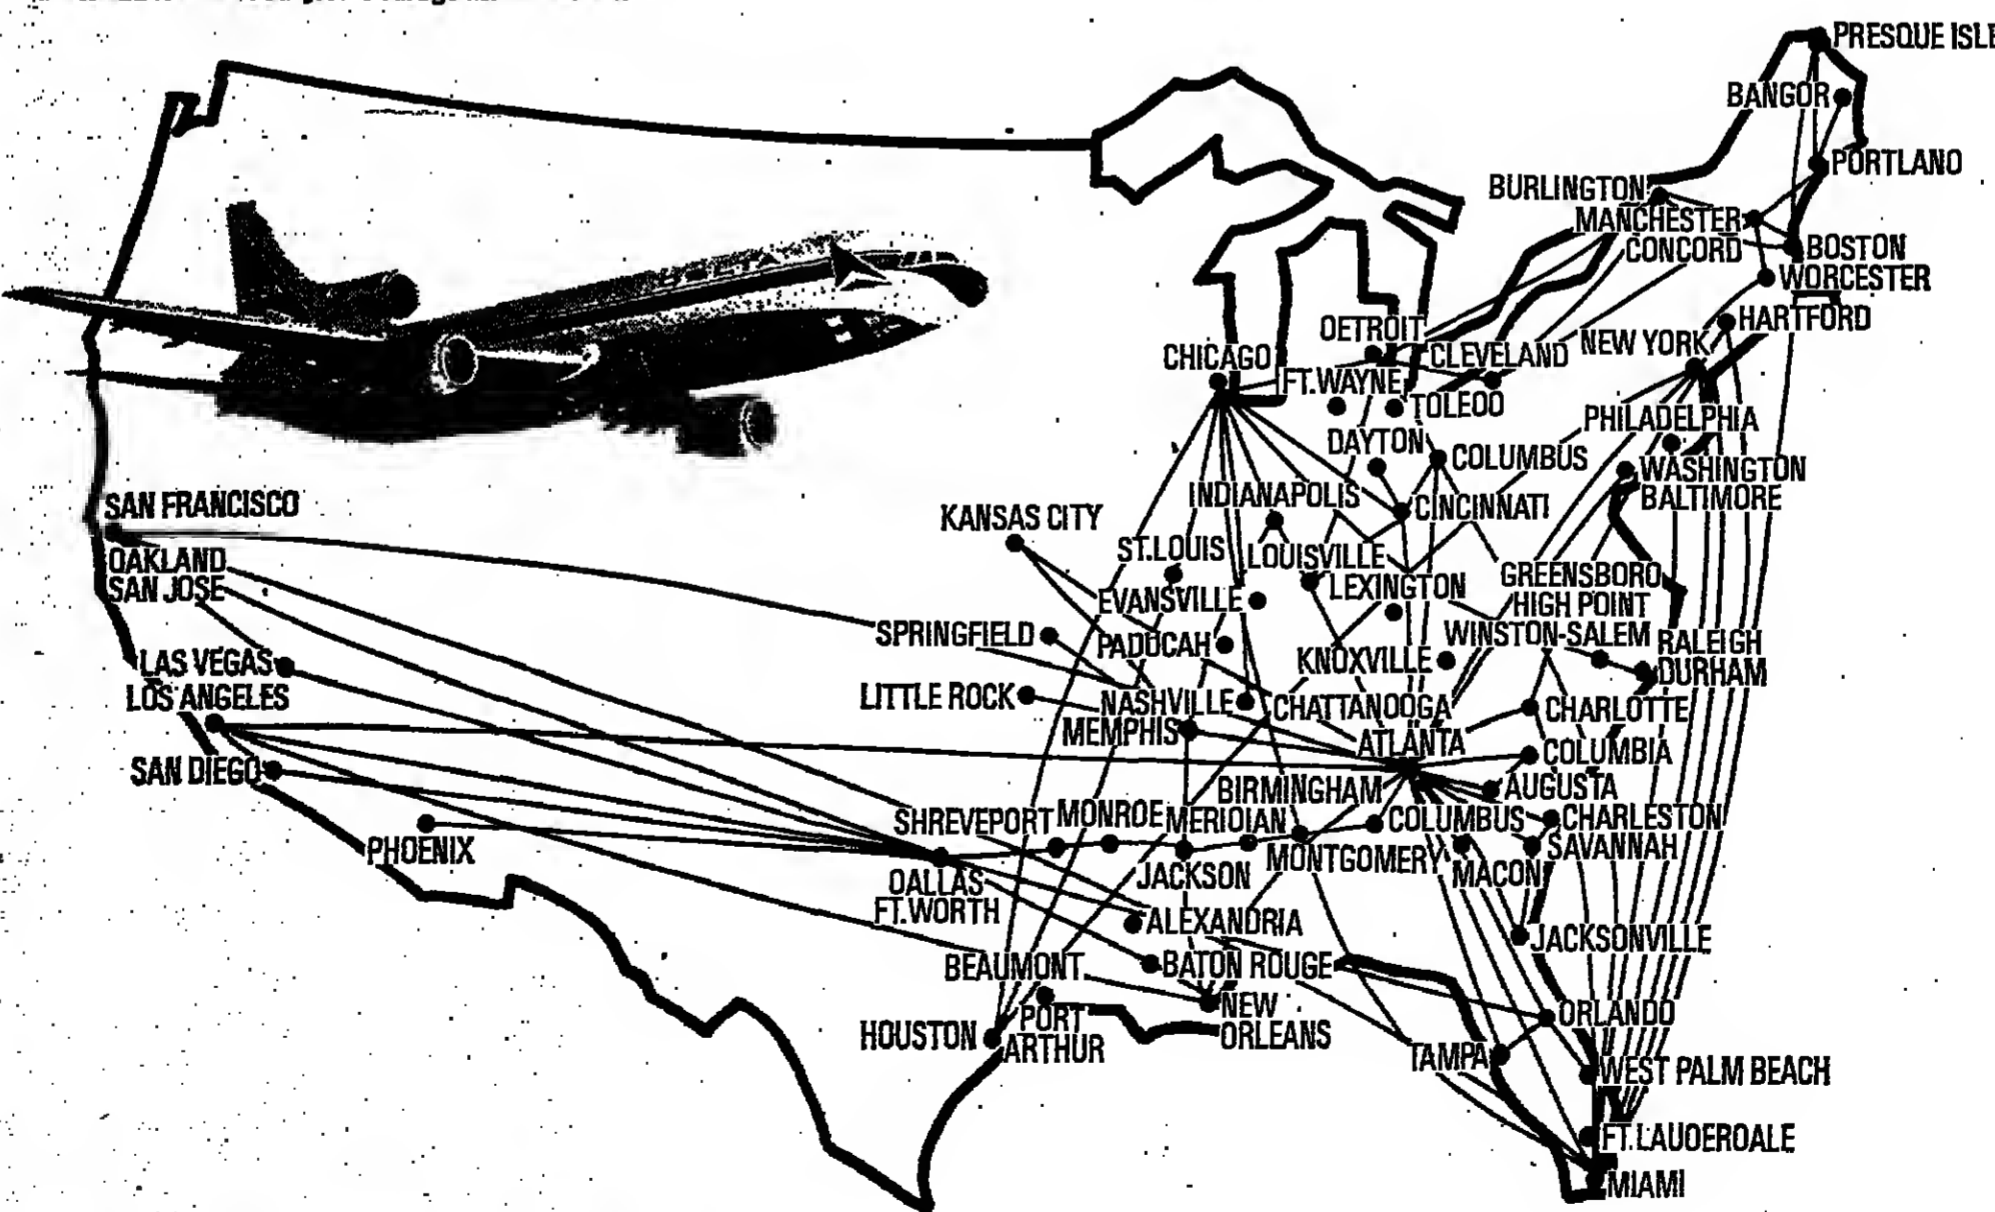 PRESQUE ISLE
BANGOR
PORTLANO
BURLINGTON
MANCHESTER
CONCORD
BOSTON
WORCESTER
HARTFORD
NEW YORK
DELTA
OETROIT
CLEVELAND
CHICAGO
FT. WAYNE
TOLEOO
PHILADELPHIA
DAYTON
COLUMBUS
WASHINGTON
BALTIMORE
INDIANAPOLIS
CINCINNATI
SAN FRANCISCO
OAKLAND
SAN JOSE
KANSAS CITY
ST. LOUIS
LOUISVILLE
LEXINGTON
GREENSBORO
HIGH POINT
WINSTON-SALEM
EVANSVILLE
SPRINGFIELD
PADUCAH
KNOXVILLE
RALEIGH
DURHAM
LAS VEGAS
LOS ANGELES
LITTLE ROCK
NASHVILLE
MEMPHIS
CHATTANOOGA
CHARLOTTE
ATLANTA
COLUMBIA
SAN DIEGO
BIRMINGHAM
AUGUSTA
SHREVEPORT
MONROE
MERIOIAN
COLUMBUS
CHARLESTON
PHOENIX
MONTGOMERY
SAVANNAH
MACON
OALLAS
FT. WORTH
JACKSON
ALEXANDRIA
JACKSONVILLE
BEAUMONT
BATON ROUGE
PORT
ARTHUR
NEW
ORLEANS
ORLANDO
HOUSTON
TAMPA
WEST PALM BEACH
FT. LAUOEROALE
MIAMI